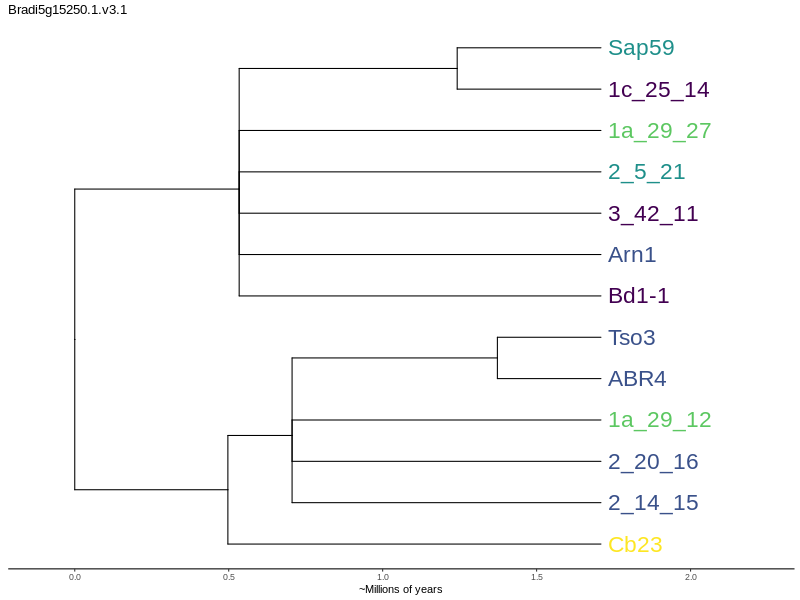 Bradi5g15250.1.v3.1
Sap59
1c_25_14
1a_29_27
2_5_21
3_42_11
Arn1
Bd1-1
Tso3
ABR4
1a_29_12
2_20_16
2_14_15
Cb23
0.0 0.5 1.0 1.5 2.0
~Millions of years